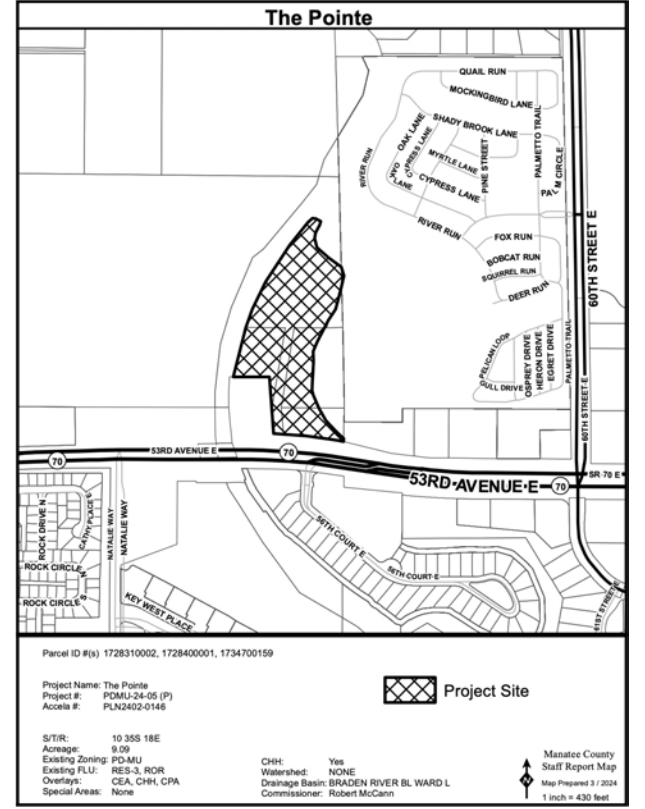 The Pointe
QUAIL RUN
MOCKINGBIRD LANE
SHADY BROOK LANE
OAK LANE
CYPRESS LANE
MYRTLE LANE
PINE STREET
PALMETTO TRAIL
PALM CIRCLE
RIVER RUN
OAK LANE
CYPRESS LANE
RIVER RUN
FOX RUN
BOBCAT RUN
SQUIRREL RUN
DEER RUN
60TH STREET E
PELICAN LOOP
OSPREY DRIVE
HERON DRIVE
EGRET DRIVE
PALMETTO TRAIL
GULL DRIVE
60TH STREET E
53RD AVENUE E
70
70
53RD AVENUE E
70
SR 70 E
ROCK DRIVE N
CATHY PLACE E
NATALIE WAY
NATALIE WAY
ROCK CIRCLE N
ROCK CIRCLE S
KEY WEST PLACE
56TH COURT E
56TH COURT E
61ST STREET E
Parcel ID #(s) 1728310002, 1728400001, 1734700159
Project Name: The Pointe
Project #: PDMU-24-05 (P)
Accela #: PLN2402-0146
Project Site
S/T/R: 10 35S 18E
Acreage: 9.09
Existing Zoning: PD-MU
Existing FLU: RES-3, ROR
Overlays: CEA, CHH, CPA
Special Areas: None
CHH: Yes
Watershed: NONE
Drainage Basin: BRADEN RIVER BL WARD L
Commissioner: Robert McCann
N
Manatee County
Staff Report Map
Map Prepared 3 / 2024
1 inch = 430 feet